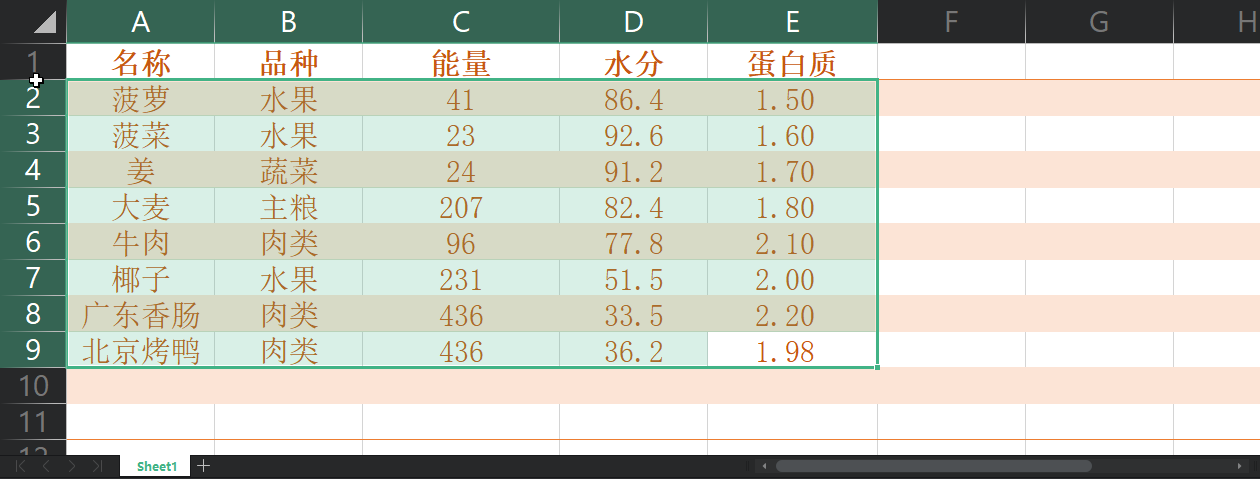 A B C D E F G H
1 名称 品种 能量 水分 蛋白质
2 菠萝 水果 41 86.4 1.50
3 菠菜 水果 23 92.6 1.60
4 姜 蔬菜 24 91.2 1.70
5 大麦 主粮 207 82.4 1.80
6 牛肉 肉类 96 77.8 2.10
7 椰子 水果 231 51.5 2.00
8 广东香肠 肉类 436 33.5 2.20
9 北京烤鸭 肉类 436 36.2 1.98
10
11
12
Sheet1